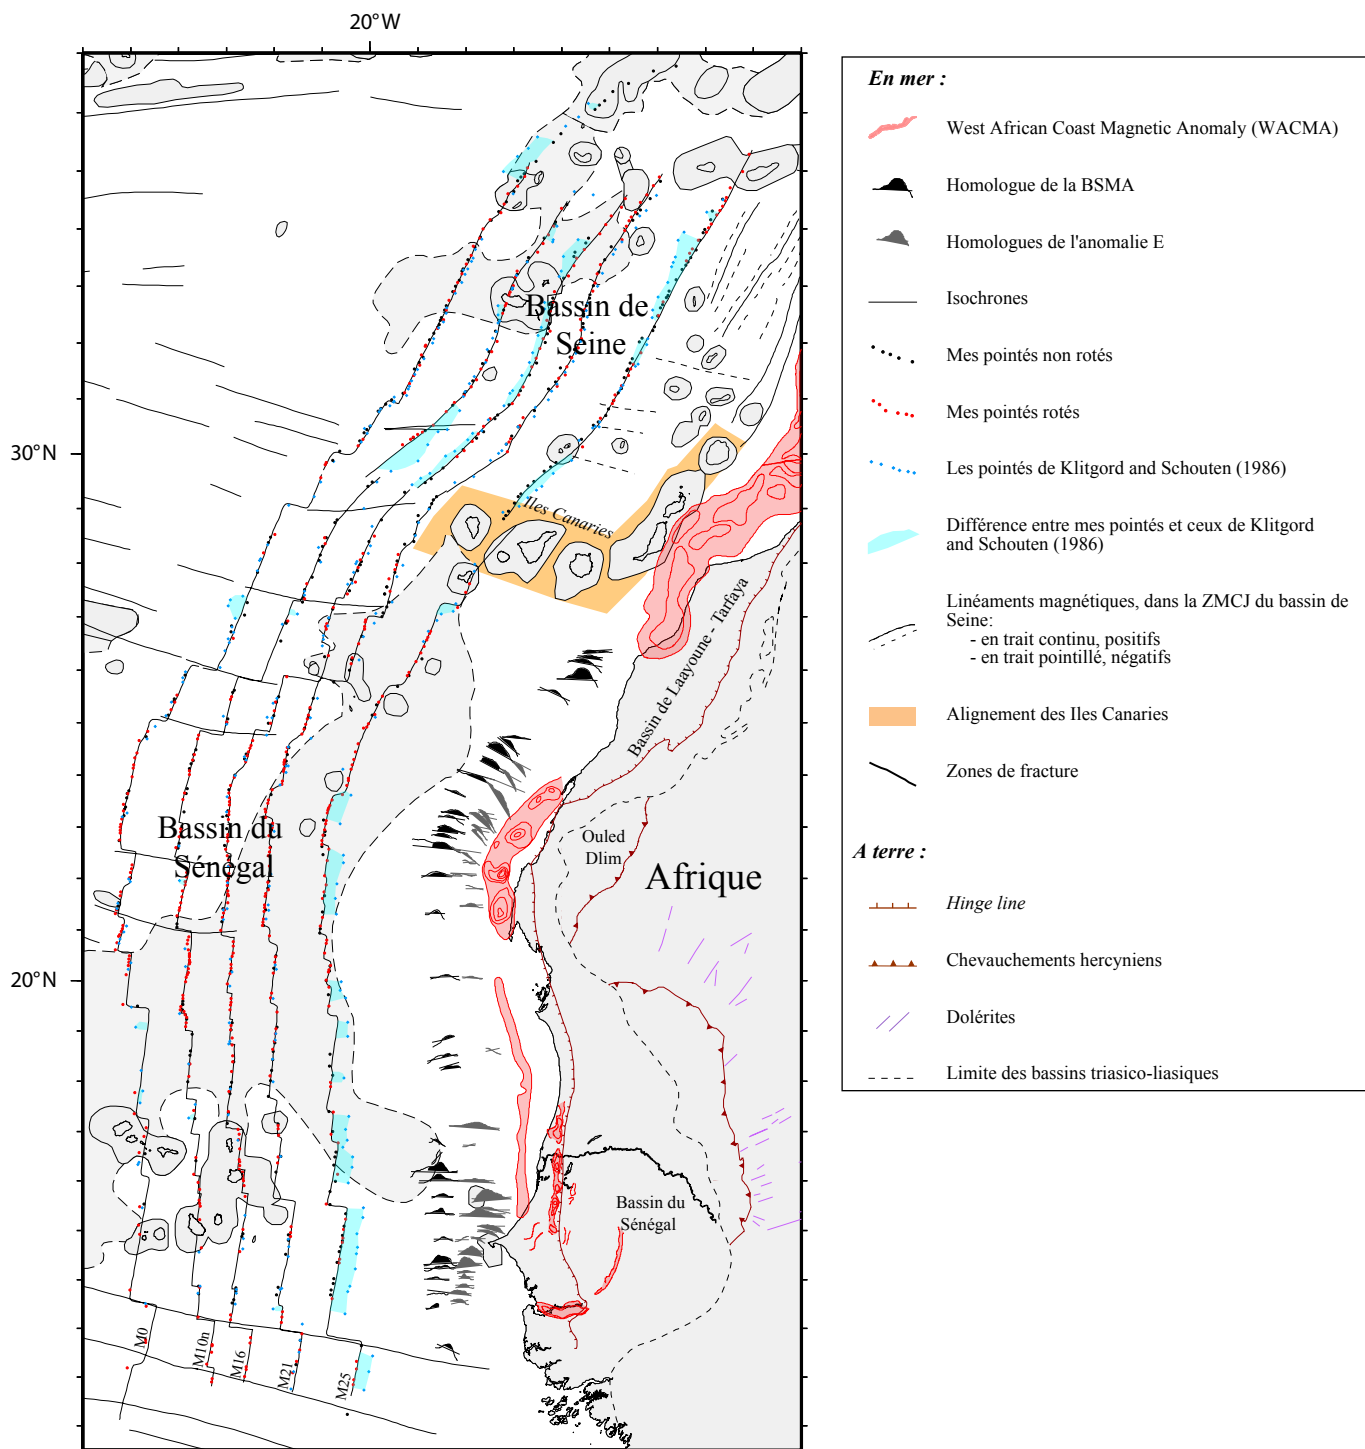 20°W
30°N
20°N
Bassin de
Seine
Iles Canaries
Bassin de Laayoune - Tarfaya
Ouled
Dlim
Afrique
Bassin du
Sénégal
Bassin du
Sénégal
M0
M10n
M16
M21
M25
En mer :
West African Coast Magnetic Anomaly (WACMA)
Homologue de la BSMA
Homologues de l'anomalie E
Isochrones
Mes pointés non rotés
Mes pointés rotés
Les pointés de Klitgord and Schouten (1986)
Différence entre mes pointés et ceux de Klitgord
and Schouten (1986)
Linéaments magnétiques, dans la ZMCJ du bassin de
Seine:
- en trait continu, positifs
- en trait pointillé, négatifs
Alignement des Iles Canaries
Zones de fracture
A terre :
Hinge line
Chevauchements hercyniens
Dolérites
Limite des bassins triasico-liasiques